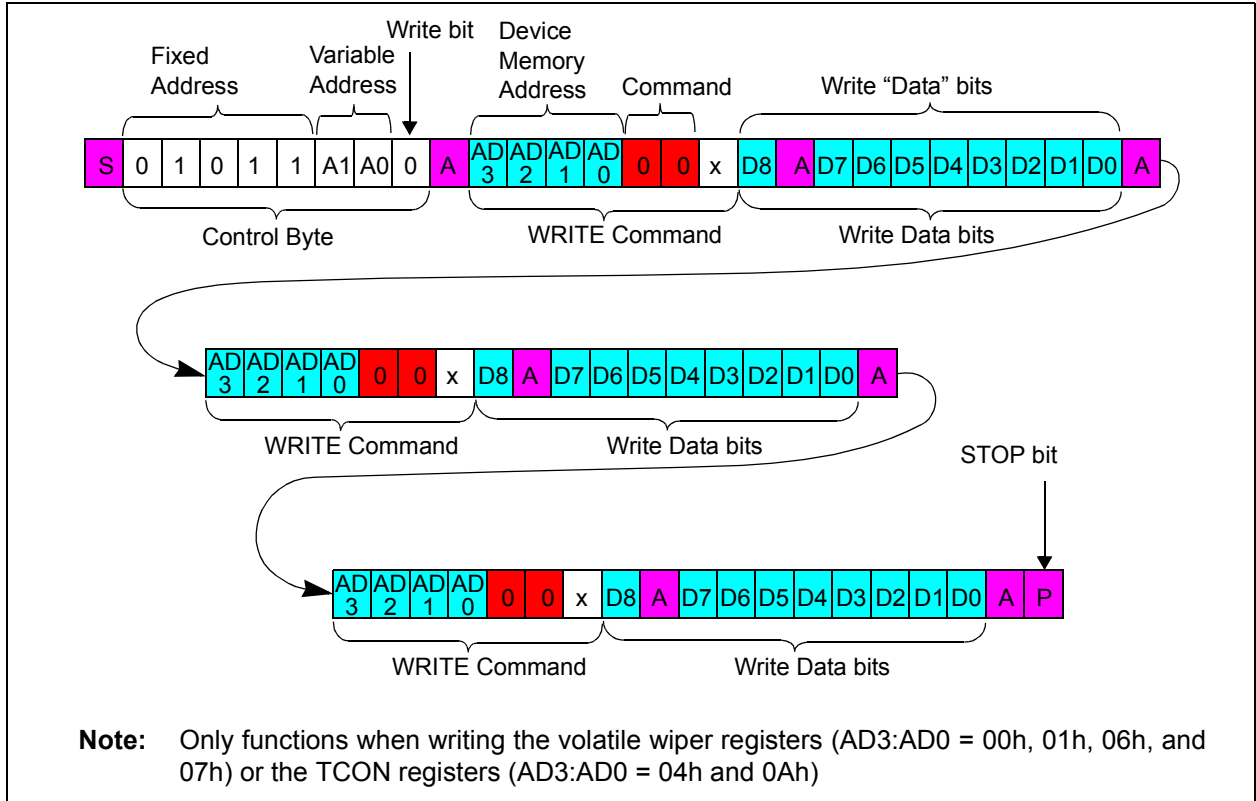 Write bit
Device
Memory
Address
Fixed
Address
Variable
Address
Command
Write “Data” bits
S 0 1 0 1 1 A1 A0 0 A AD3 AD2 AD1 AD0 0 0 x D8 A D7 D6 D5 D4 D3 D2 D1 D0 A
Control Byte
WRITE Command
Write Data bits
AD3 AD2 AD1 AD0 0 0 x D8 A D7 D6 D5 D4 D3 D2 D1 D0 A
WRITE Command
Write Data bits
STOP bit
AD3 AD2 AD1 AD0 0 0 x D8 A D7 D6 D5 D4 D3 D2 D1 D0 A P
WRITE Command
Write Data bits
Note: Only functions when writing the volatile wiper registers (AD3:AD0 = 00h, 01h, 06h, and
07h) or the TCON registers (AD3:AD0 = 04h and 0Ah)